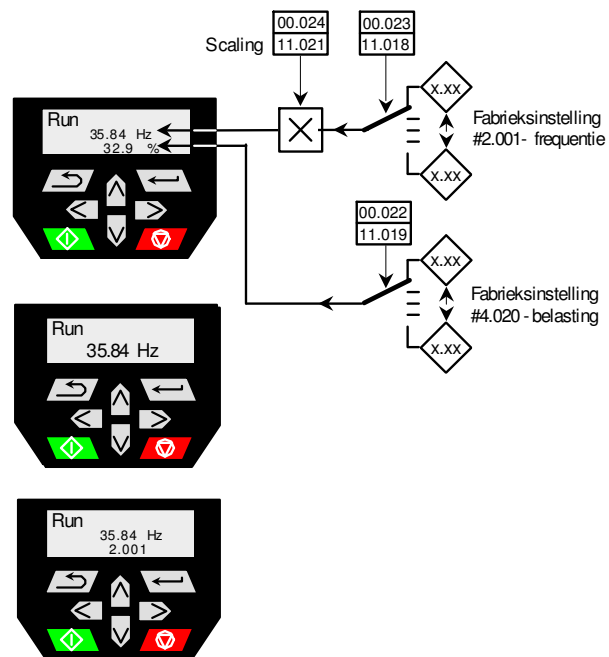 00.024
00.023
Scaling
11.021
11.018
x.xx
Fabrieksinstelling
#2.001- frequentie
x.xx
Run
35.84 Hz
32.9 %
00.022
11.019
x.xx
Fabrieksinstelling
#4.020 - belasting
x.xx
Run
35.84 Hz
Run
35.84 Hz
2.001